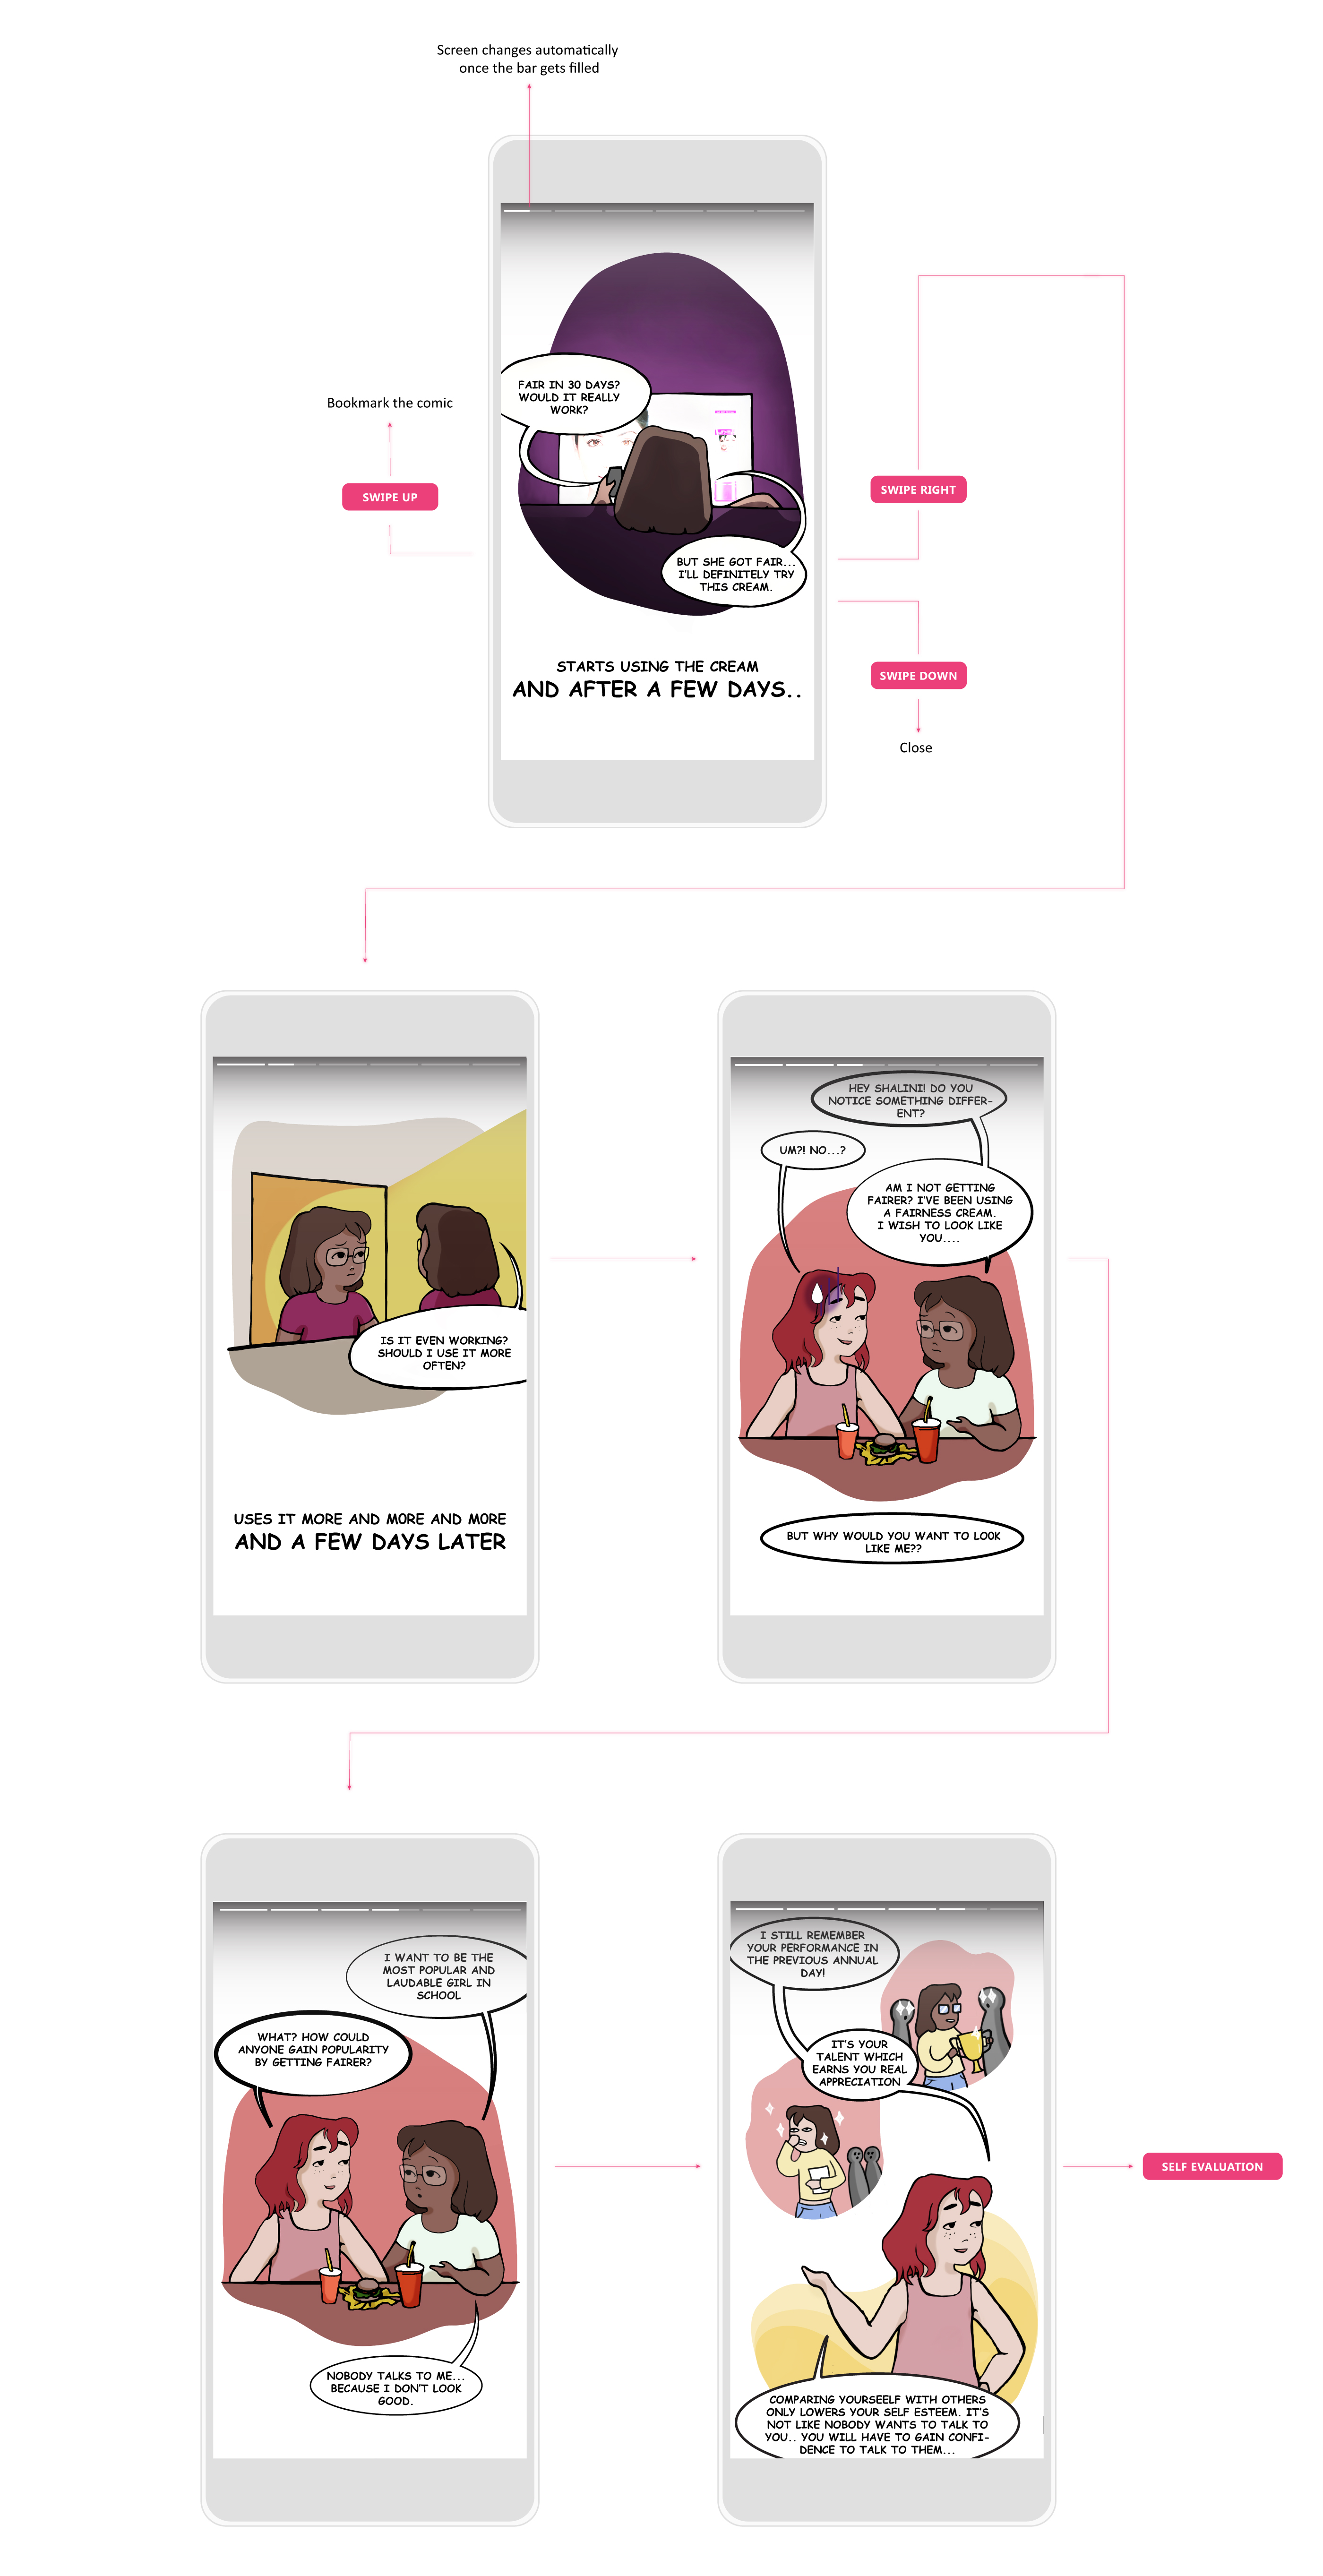 Screen changes automatically
once the bar gets filled
FAIR IN 30 DAYS?
WOULD IT REALLY
WORK?
Bookmark the comic
SWIPE UP
SWIPE RIGHT
BUT SHE GOT FAIR...
I'LL DEFINITELY TRY
THIS CREAM.
STARTS USING THE CREAM
AND AFTER A FEW DAYS..
SWIPE DOWN
Close
IS IT EVEN WORKING?
SHOULD I USE IT MORE
OFTEN?
USES IT MORE AND MORE AND MORE
AND A FEW DAYS LATER
HEY SHALINI! DO YOU
NOTICE SOMETHING DIFFER-
ENT?
UM?! NO...?
AM I NOT GETTING
FAIRER? I'VE BEEN USING
A FAIRNESS CREAM.
I WISH TO LOOK LIKE
YOU....
BUT WHY WOULD YOU WANT TO LOOK
LIKE ME??
I WANT TO BE THE
MOST POPULAR AND
LAUDABLE GIRL IN
SCHOOL
WHAT? HOW COULD
ANYONE GAIN POPULARITY
BY GETTING FAIRER?
NOBODY TALKS TO ME...
BECAUSE I DON'T LOOK
GOOD.
I STILL REMEMBER
YOUR PERFORMANCE IN
THE PREVIOUS ANNUAL
DAY!
IT'S YOUR
TALENT WHICH
EARNS YOU REAL
APPRECIATION
COMPARING YOURSEELF WITH OTHERS
ONLY LOWERS YOUR SELF ESTEEM. IT'S
NOT LIKE NOBODY WANTS TO TALK TO
YOU.. YOU WILL HAVE TO GAIN CONFI-
DENCE TO TALK TO THEM...
SELF EVALUATION